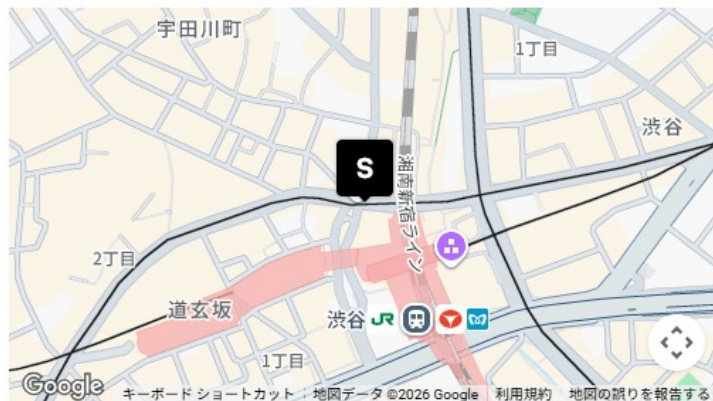 宇田川町
1丁目
渋谷
S
湘南新宿ライン
2丁目
道玄坂
渋谷 JR
1丁目
Google
キーボード ショートカット
地図データ ©2026 Google
利用規約
地図の誤りを報告する